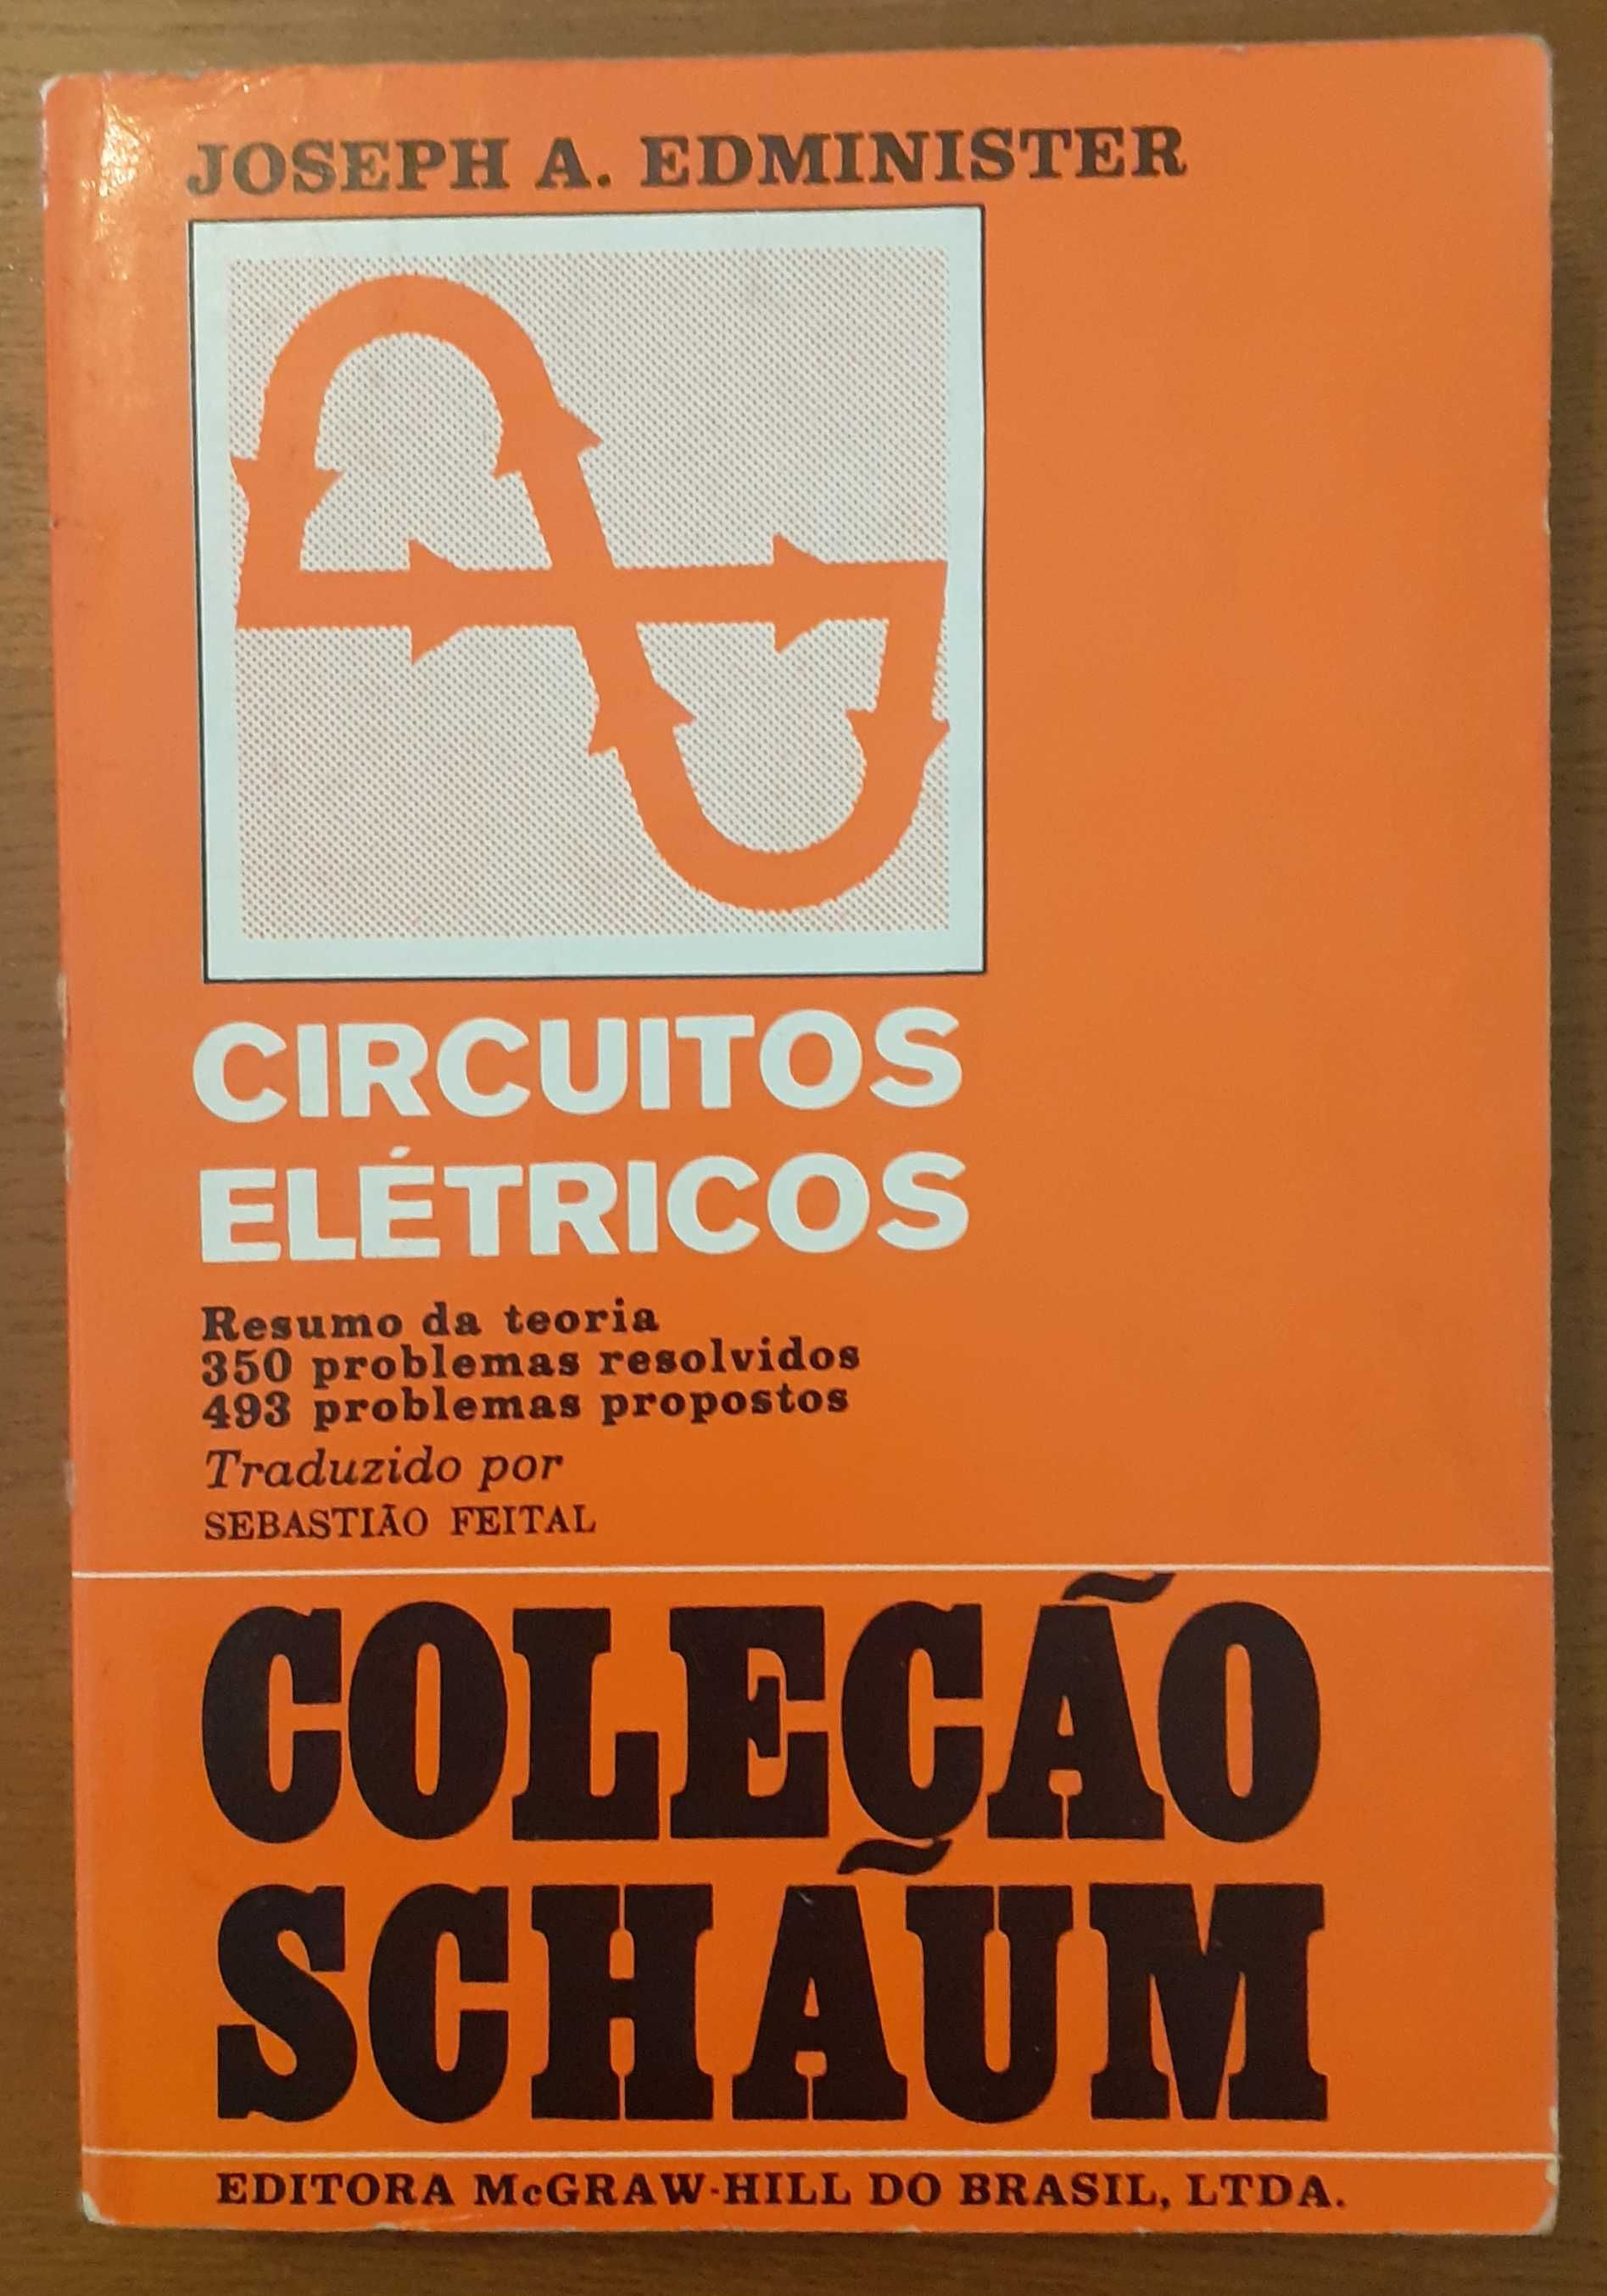 JOSEPH A. EDMINISTER
CIRCUITOS
ELÉTRICOS
Resumo da teoria
350 problemas resolvidos
493 problemas propostos
Traduzido por
SEBASTIÃO FEITAL
COLEÇÃO
SCHAUM
EDITORA McGRAW-HILL DO BRASIL, LTDA.